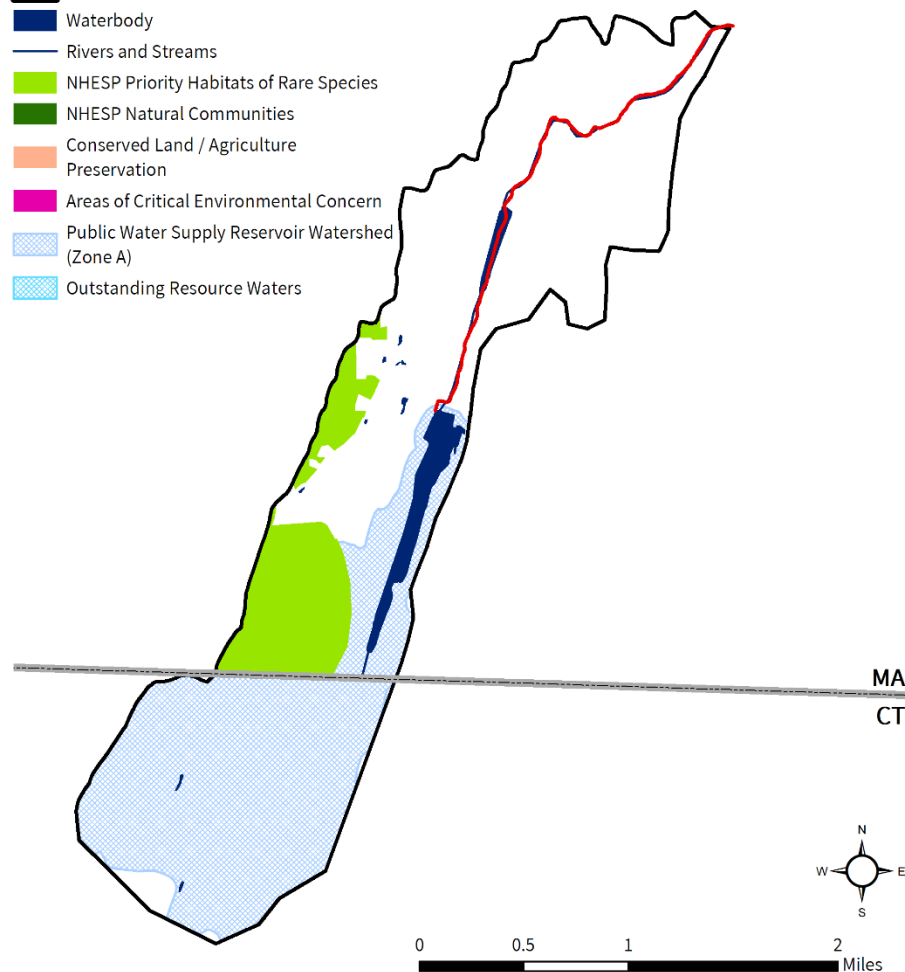 Waterbody
Rivers and Streams
NHESP Priority Habitats of Rare Species
NHESP Natural Communities
Conserved Land / Agriculture
Preservation
Areas of Critical Environmental Concern
Public Water Supply Reservoir Watershed
(Zone A)
Outstanding Resource Waters
MA
CT
N
W E
S
0 0.5 1 2
Miles